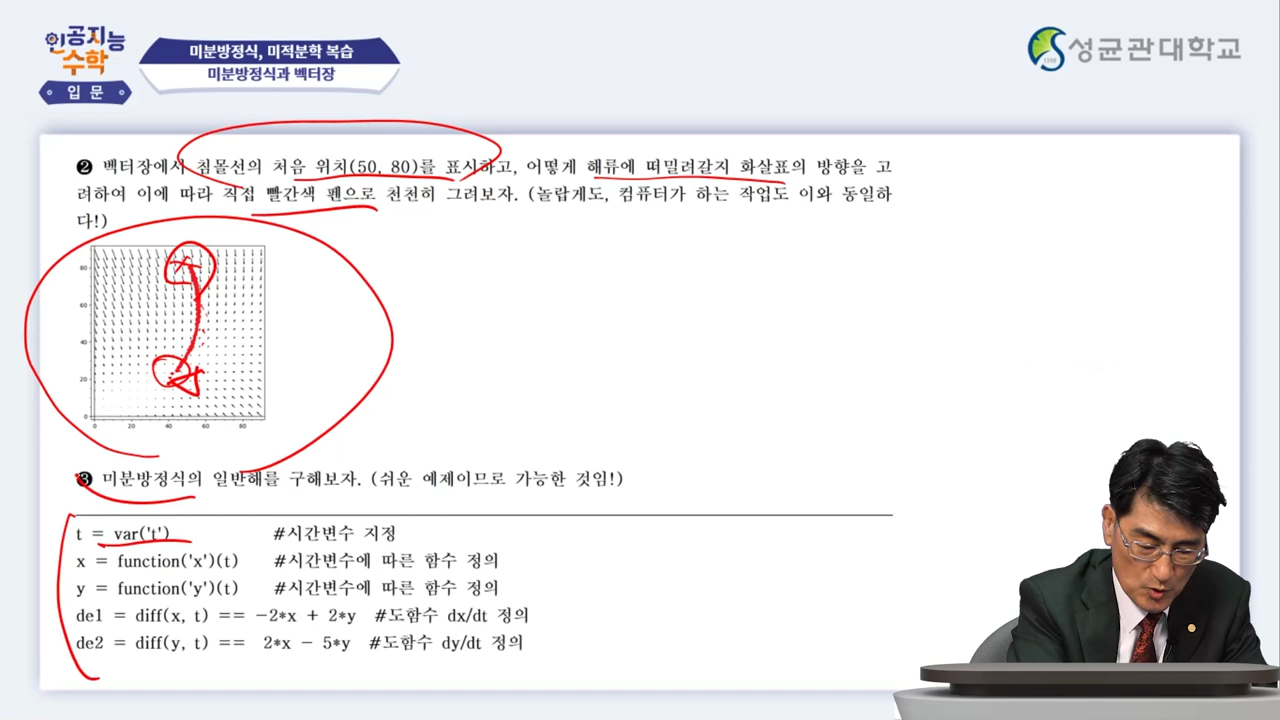 인공지능
수학
입문
미분방정식, 미적분학 복습
미분방정식과 벡터장
성균관대학교
❷ 벡터장에서 침몰선의 처음 위치(50, 80)를 표시하고, 어떻게 해류에 떠밀려갈지 화살표의 방향을 고
려하여 이에 따라 직접 빨간색 펜으로 천천히 그려보자. (놀랍게도, 컴퓨터가 하는 작업도 이와 동일하
다!)
80
60
40
20
0
0 20 40 60 80
❸ 미분방정식의 일반해를 구해보자. (쉬운 예제이므로 가능한 것임!)
t = var('t') #시간변수 지정
x = function('x')(t) #시간변수에 따른 함수 정의
y = function('y')(t) #시간변수에 따른 함수 정의
de1 = diff(x, t) == -2*x + 2*y #도함수 dx/dt 정의
de2 = diff(y, t) == 2*x - 5*y #도함수 dy/dt 정의